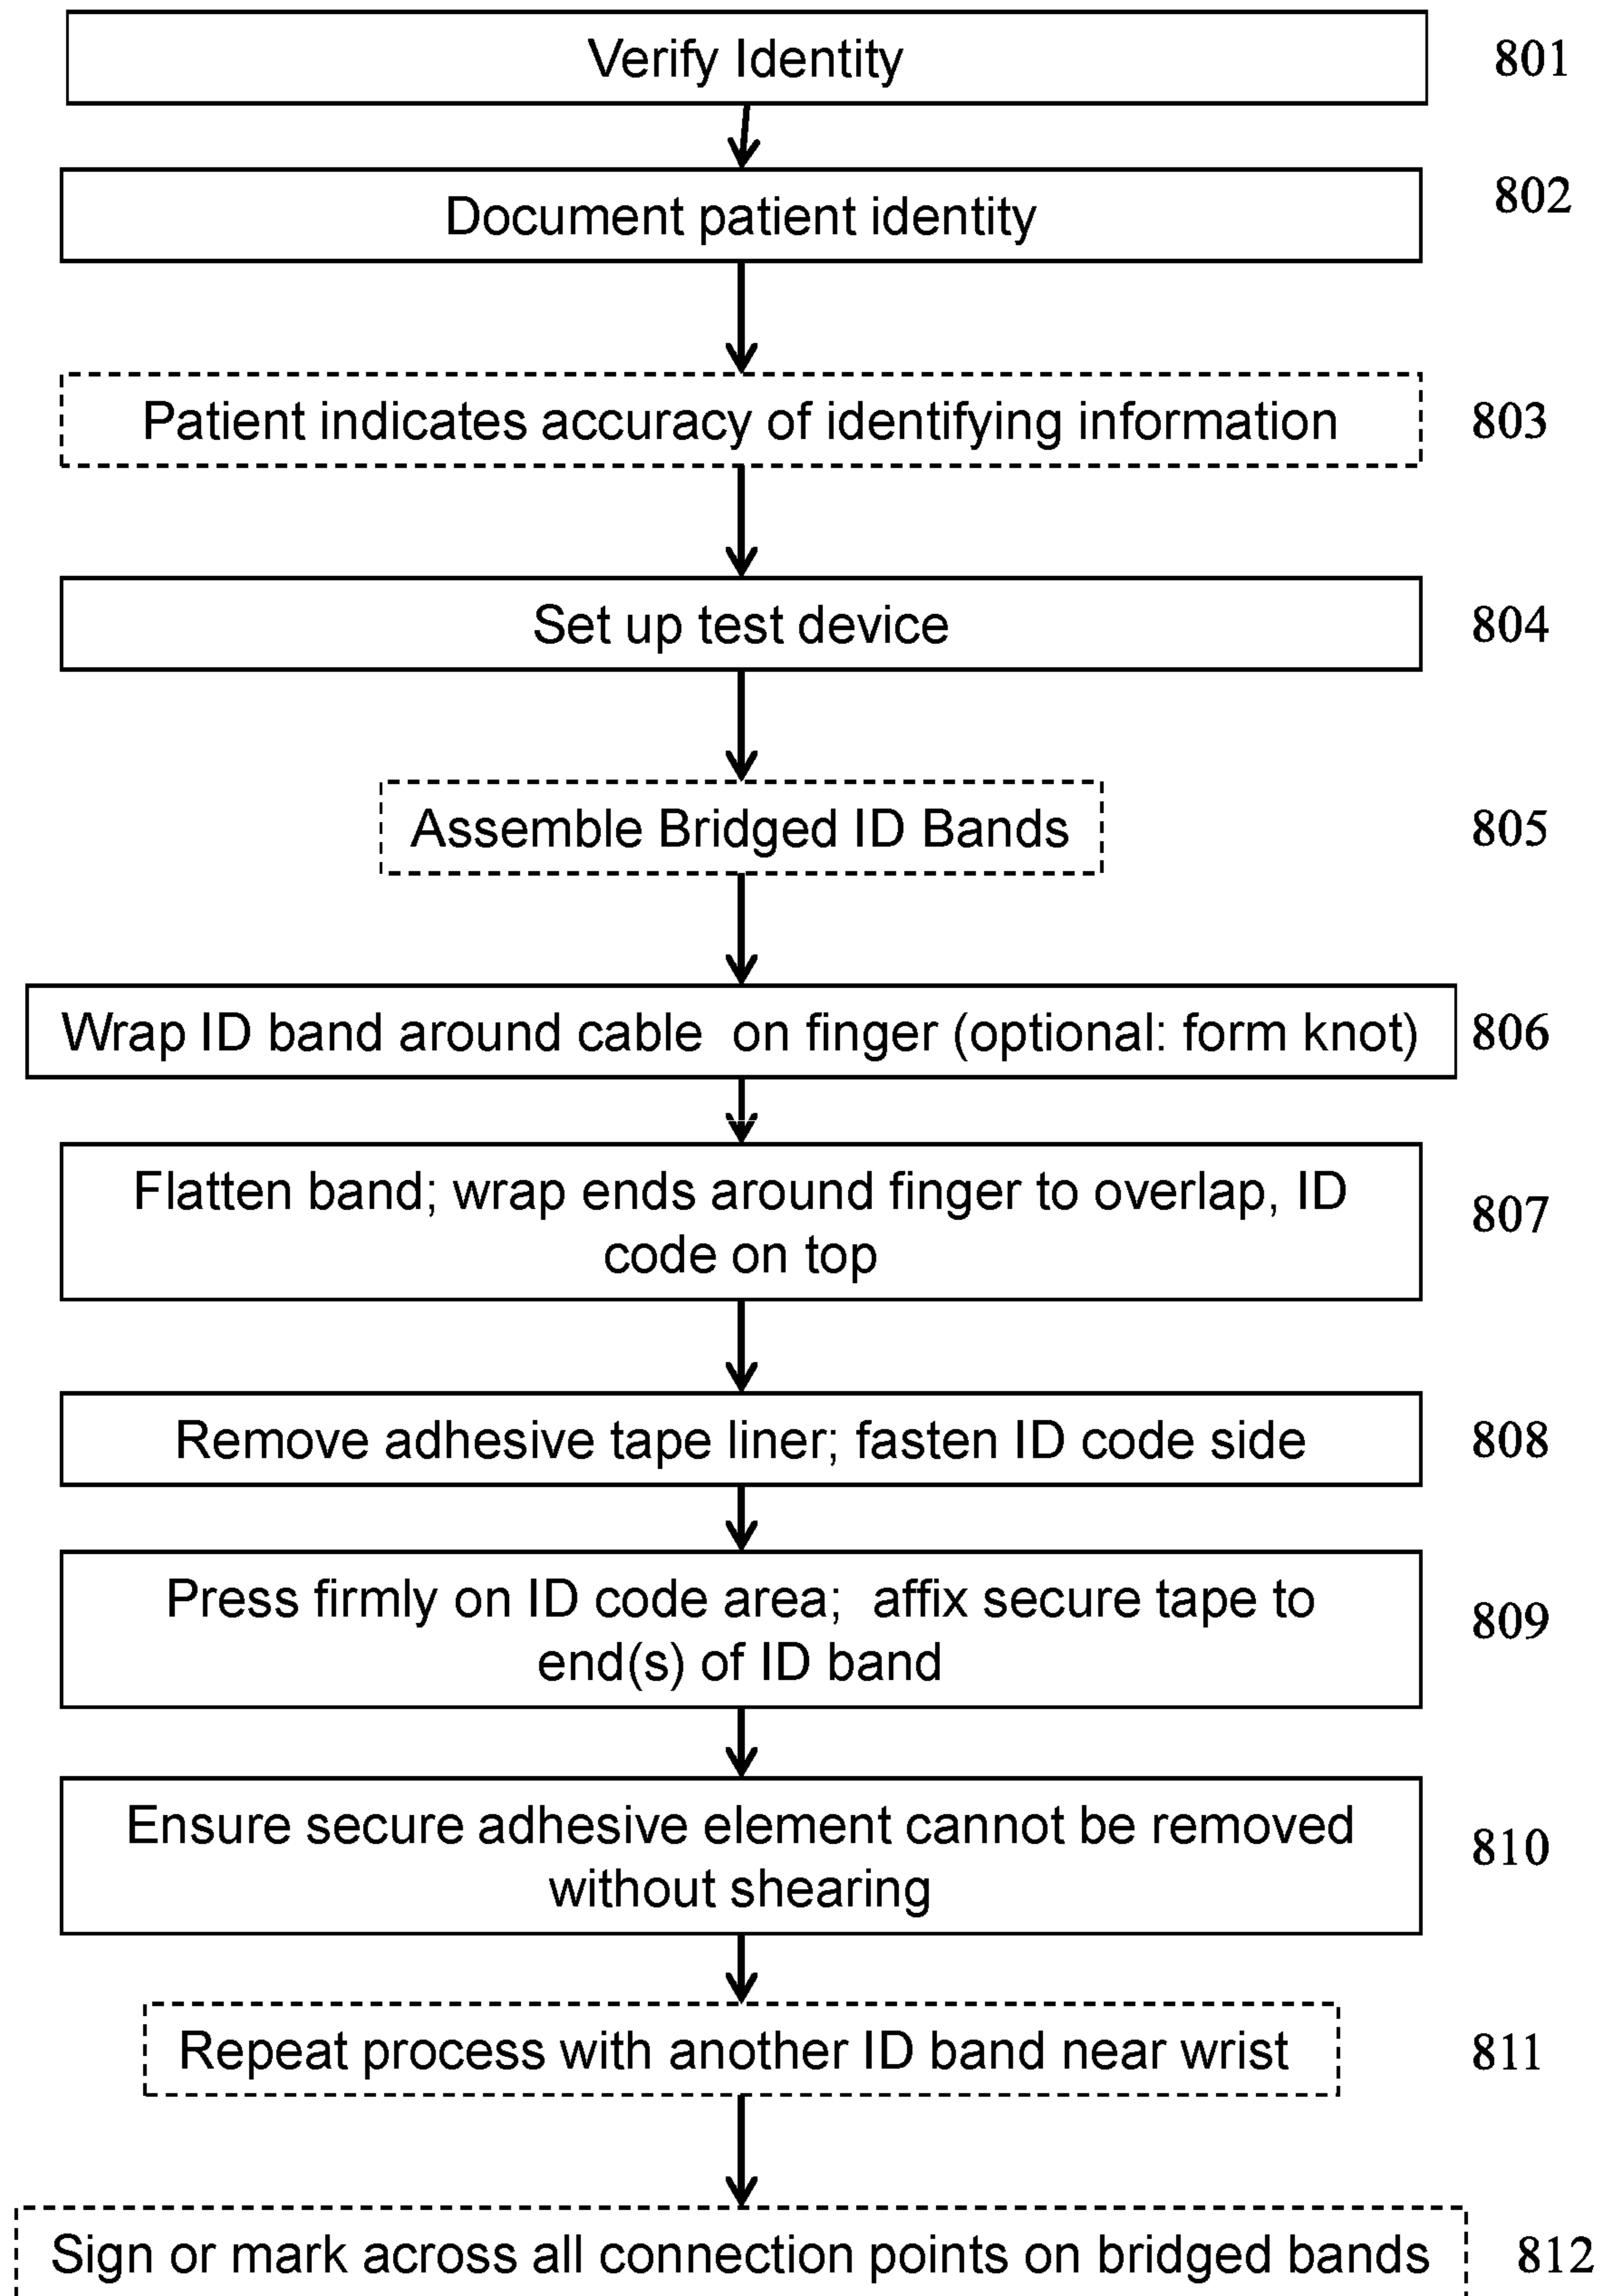 Verify Identity 801
Document patient identity 802
Patient indicates accuracy of identifying information 803
Set up test device 804
Assemble Bridged ID Bands 805
Wrap ID band around cable on finger (optional: form knot) 806
Flatten band; wrap ends around finger to overlap, ID
code on top
807
Remove adhesive tape liner; fasten ID code side 808
Press firmly on ID code area; affix secure tape to
end(s) of ID band
809
Ensure secure adhesive element cannot be removed
without shearing
810
Repeat process with another ID band near wrist 811
Sign or mark across all connection points on bridged bands 812